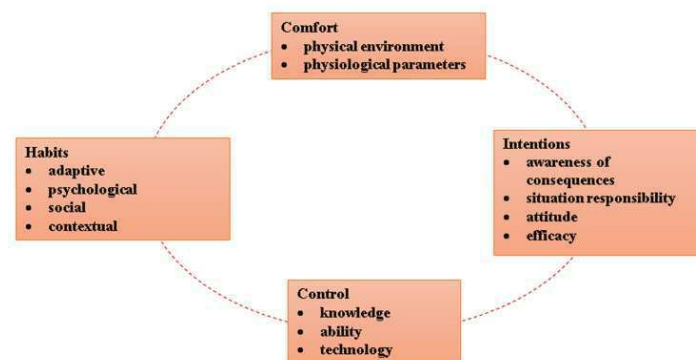 Comfort
• physical environment
• physiological parameters
Habits
• adaptive
• psychological
• social
• contextual
Intentions
• awareness of
consequences
• situation responsibility
• attitude
• efficacy
Control
• knowledge
• ability
• technology